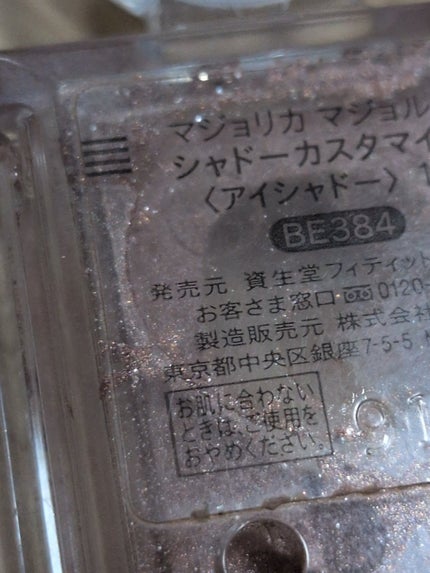 マジョリカ マジョル
シャドーカスタマイ
〈アイシャドー〉 1
BE384
発売元 資生堂フィティット
お客さま窓口 0120-
製造販売元 株式会社
東京都中央区銀座7-5-5
お肌に合わない
ときは、ご使用を
おやめください。
91